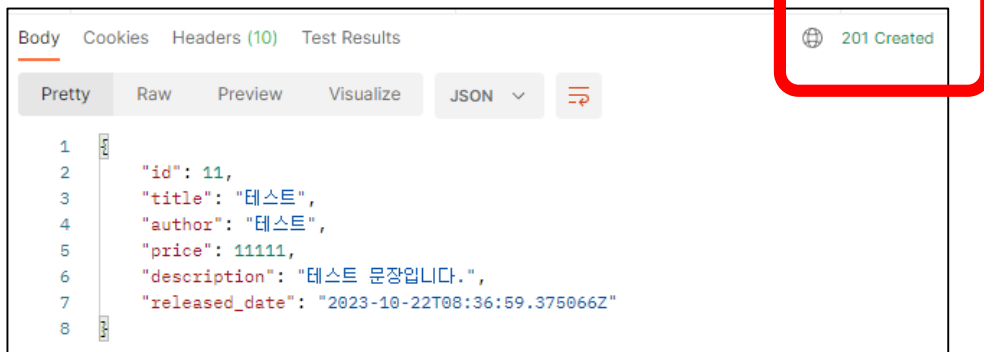 Body Cookies Headers (10) Test Results 201 Created
Pretty Raw Preview Visualize JSON
1 {
2 "id": 11,
3 "title": "테스트",
4 "author": "테스트",
5 "price": 11111,
6 "description": "테스트 문장입니다.",
7 "released_date": "2023-10-22T08:36:59.375066Z"
8 }